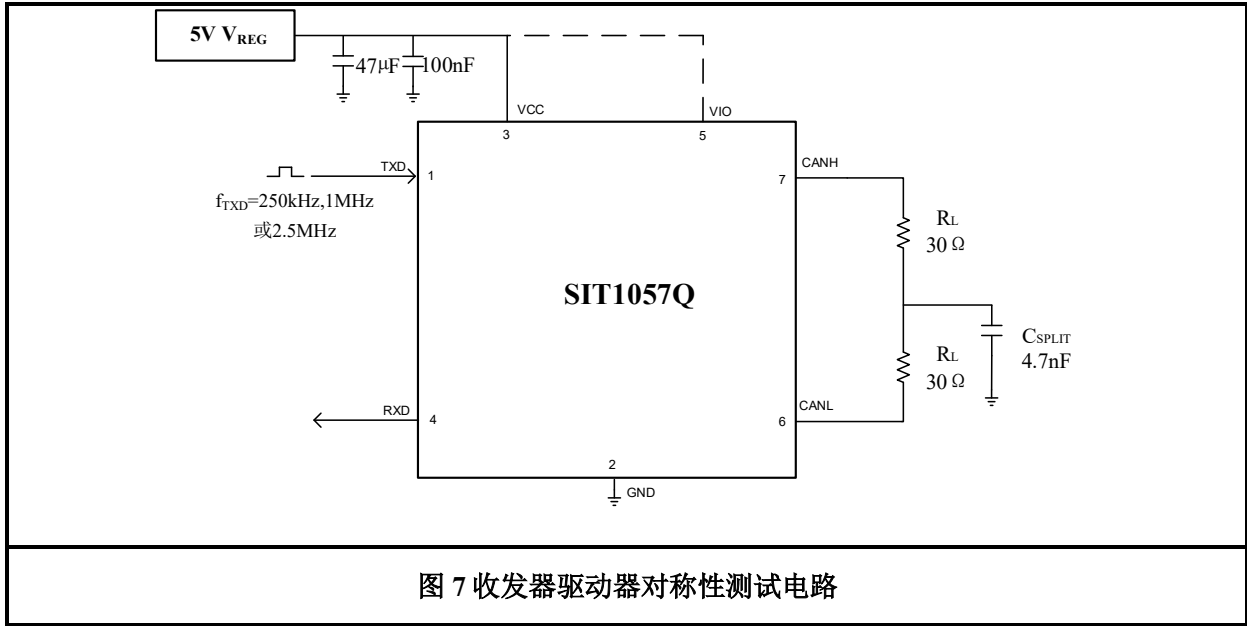 5V VREG
47μF
100nF
VCC
VIO
3
5
TXD
1
fTXD=250kHz,1MHz
或2.5MHz
CANH
7
RL
30 Ω
SIT1057Q
CSPLIT
4.7nF
RL
30 Ω
RXD
4
CANL
6
2
GND
图 7 收发器驱动器对称性测试电路